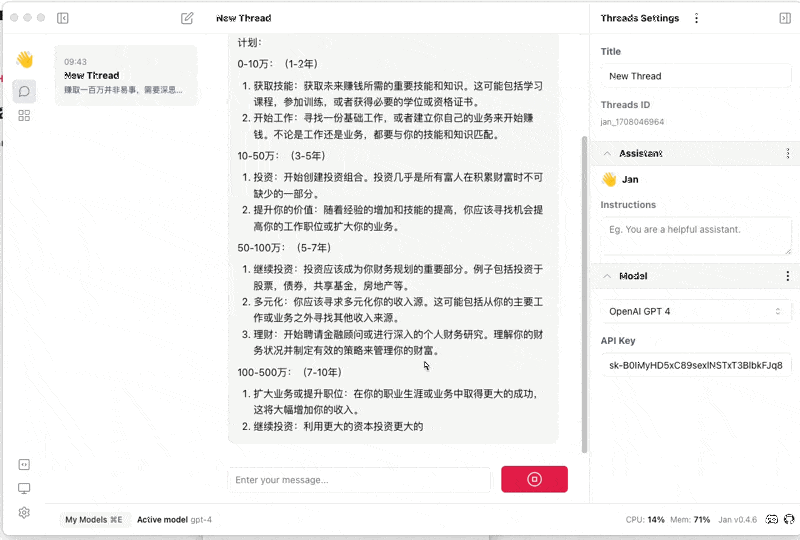 New Thread
Threads Settings
09:43
New Thread
赚取一百万并非易事，需要深思...
计划：
0-10万：（1-2年）
1. 获取技能：获取未来赚钱所需的重要技能和知识。这可能包括学习
课程，参加训练，或者获得必要的学位或资格证书。
2. 开始工作：寻找一份基础工作，或者建立你自己的业务来开始赚
钱。不论是工作还是业务，都要与你的技能和知识匹配。
10-50万：（3-5年）
1. 投资：开始创建投资组合。投资几乎是所有富人在积累财富时不可
缺少的一部分。
2. 提升你的价值：随着经验的增加和技能的提高，你应该寻找机会提
高你的工作职位或扩大你的业务。
50-100万：（5-7年）
1. 继续投资：投资应该成为你财务规划的重要部分。例子包括投资于
股票，债券，共享基金，房地产等。
2. 多元化：你应该寻求多元化你的收入源。这可能包括从你的主要工
作或业务之外寻找其他收入来源。
3. 理财：开始聘请金融顾问或进行深入的个人财务研究。理解你的财
务状况并制定有效的策略来管理你的财富。
100-500万：（7-10年）
1. 扩大业务或提升职位：在你的职业生涯或业务中取得更大的成功，
这将大幅增加你的收入。
2. 继续投资：利用更大的资本投资更大的
Enter your message...
Title
New Thread
Threads ID
jan_1708046964
Assistant
Jan
Instructions
Eg. You are a helpful assistant.
Model
OpenAI GPT 4
API Key
My Models ⌘E
Active model gpt-4
CPU: 14% Mem: 71% Jan v0.4.6